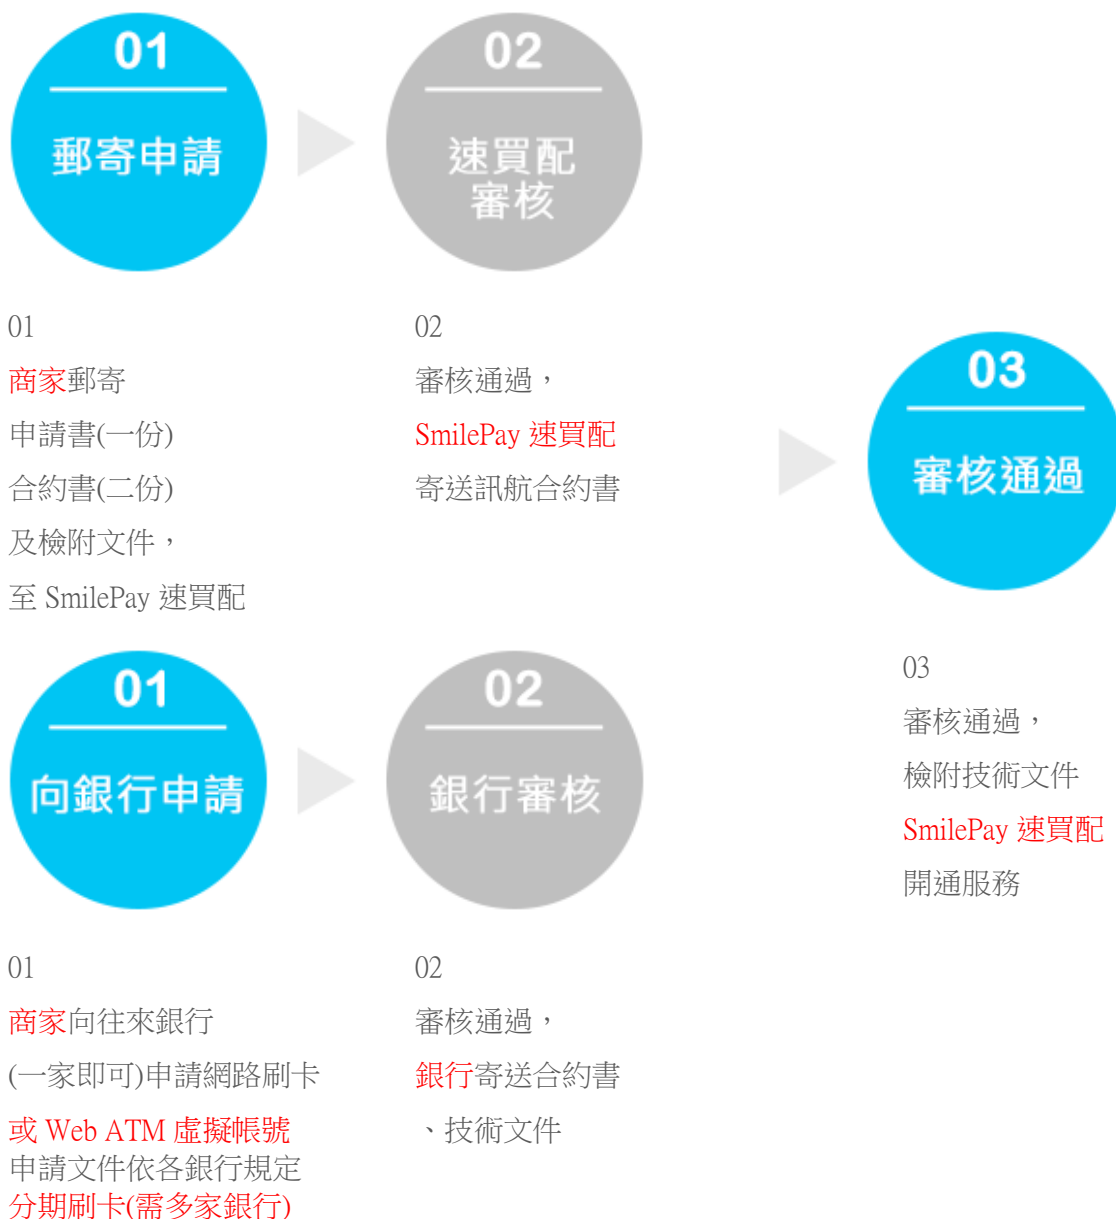 01
郵寄申請
02
速買配
審核
01
商家郵寄
申請書(一份)
合約書(二份)
及檢附文件，
至 SmilePay 速買配
02
審核通過，
SmilePay 速買配
寄送訊航合約書
03
審核通過
03
審核通過，
檢附技術文件
SmilePay 速買配
開通服務
01
向銀行申請
02
銀行審核
01
商家向往來銀行
(一家即可)申請網路刷卡
或 Web ATM 虛擬帳號
申請文件依各銀行規定
分期刷卡(需多家銀行)
02
審核通過，
銀行寄送合約書
、技術文件